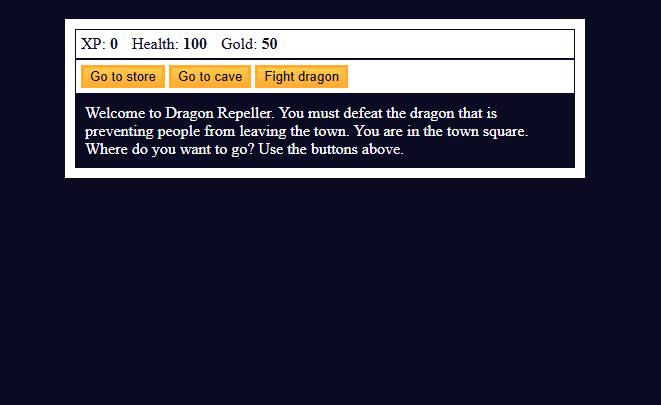 XP: 0 Health: 100 Gold: 50
Go to store Go to cave Fight dragon
Welcome to Dragon Repeller. You must defeat the dragon that is
preventing people from leaving the town. You are in the town square.
Where do you want to go? Use the buttons above.